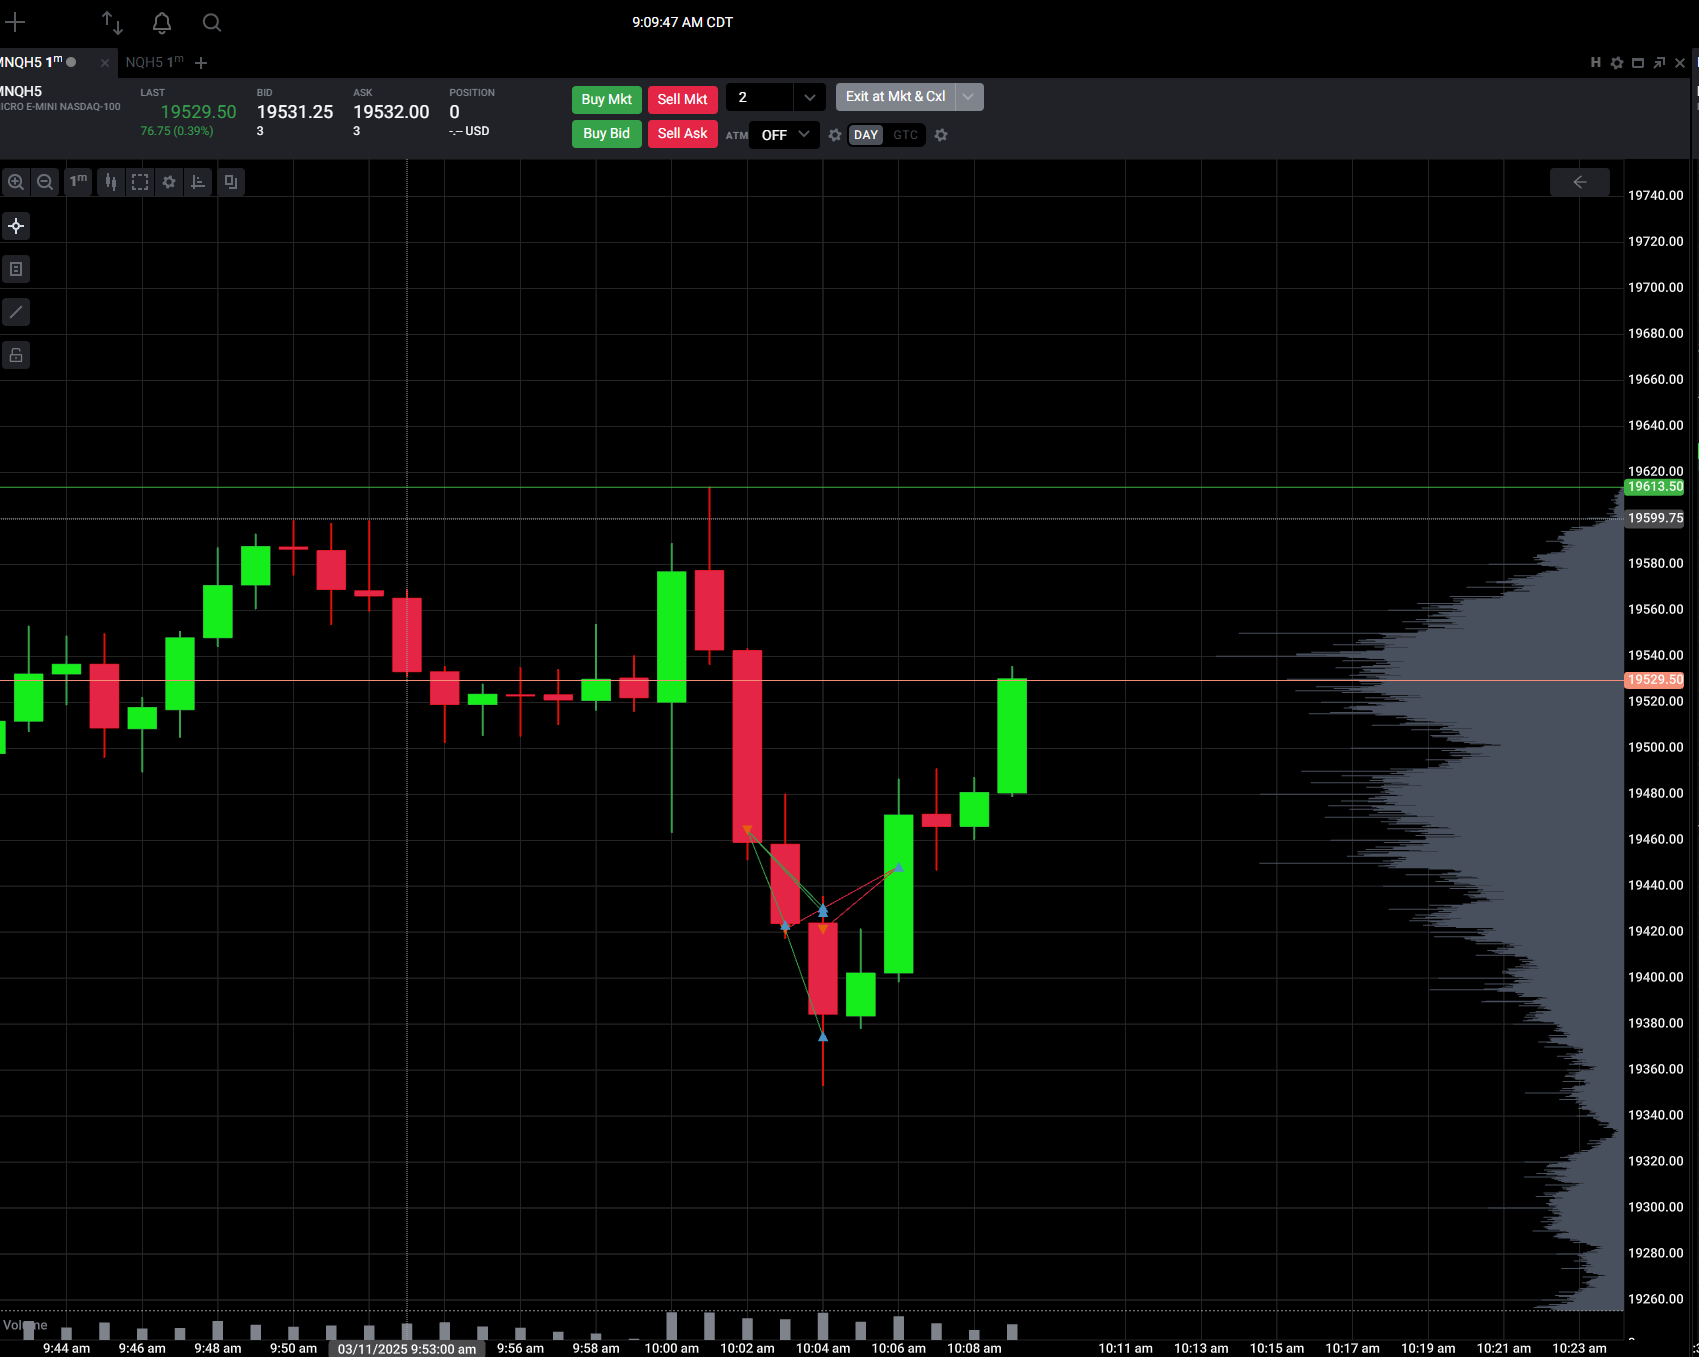 9:09:47 AM CDT
MNQH5 1m
NQH5 1m
H
MNQH5
ICRO E-MINI NASDAQ-100
LAST
19529.50
76.75 (0.39%)
BID
19531.25
3
ASK
19532.00
3
POSITION
0
-.-- USD
Buy Mkt
Sell Mkt
2
Exit at Mkt & Cxl
Buy Bid
Sell Ask
ATM
OFF
DAY
GTC
1m
19740.00
19720.00
19700.00
19680.00
19660.00
19640.00
19620.00
19613.50
19599.75
19580.00
19560.00
19540.00
19529.50
19520.00
19500.00
19480.00
19460.00
19440.00
19420.00
19400.00
19380.00
19360.00
19340.00
19320.00
19300.00
19280.00
19260.00
Volume
9:44 am
9:46 am
9:48 am
9:50 am
03/11/2025 9:53:00 am
9:56 am
9:58 am
10:00 am
10:02 am
10:04 am
10:06 am
10:08 am
10:11 am
10:13 am
10:15 am
10:17 am
10:19 am
10:21 am
10:23 am